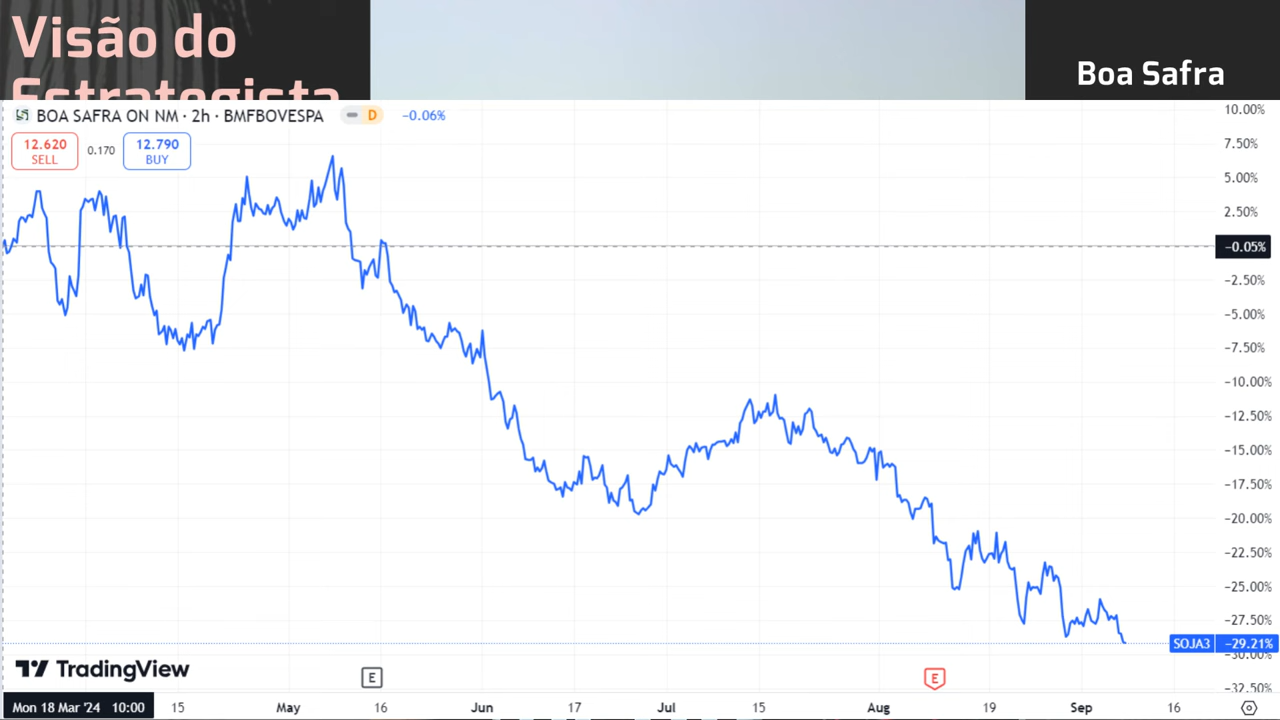 Visão do
Estrategista
Boa Safra
BOA SAFRA ON NM · 2h · BMFBOVESPA
D
−0.06%
12.620
SELL
0.170
12.790
BUY
10.00%
7.50%
5.00%
2.50%
−0.05%
−2.50%
−5.00%
−7.50%
−10.00%
−12.50%
−15.00%
−17.50%
−20.00%
−22.50%
−25.00%
−27.50%
SOJA3 −29.21%
−30.00%
−32.50%
TradingView
E
E
Mon 18 Mar '24 10:00
15
May
16
Jun
17
Jul
15
Aug
19
Sep
16